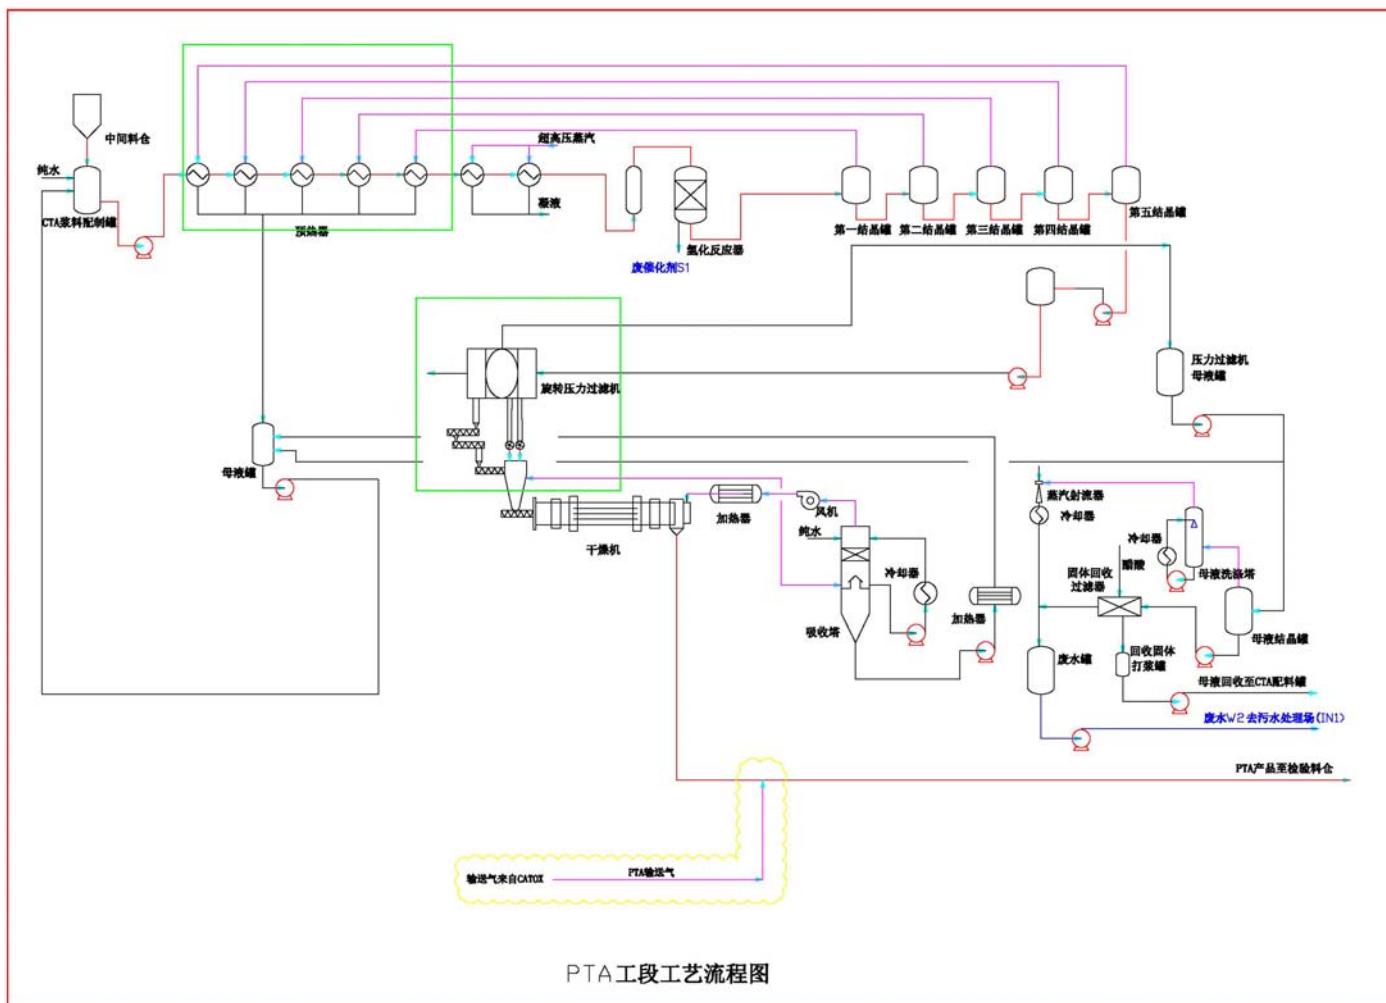 中间料仓
纯水
CTA浆料配制罐
预热器
超高压蒸汽
凝液
氢化反应器
废催化剂S1
第一结晶罐
第二结晶罐
第三结晶罐
第四结晶罐
第五结晶罐
旋转压力过滤机
压力过滤机
母液罐
母液罐
加热器
风机
干燥机
纯水
冷却器
吸收塔
加热器
蒸汽射流器
冷却器
冷却器
醋酸
母液洗涤塔
固体回收
过滤器
母液结晶罐
废水罐
回收固体
打浆罐
母液回收至CTA配料罐
废水W2去污水处理场(IN1)
PTA产品至检验料仓
输送气来自CATOX
PTA输送气
PTA工段工艺流程图